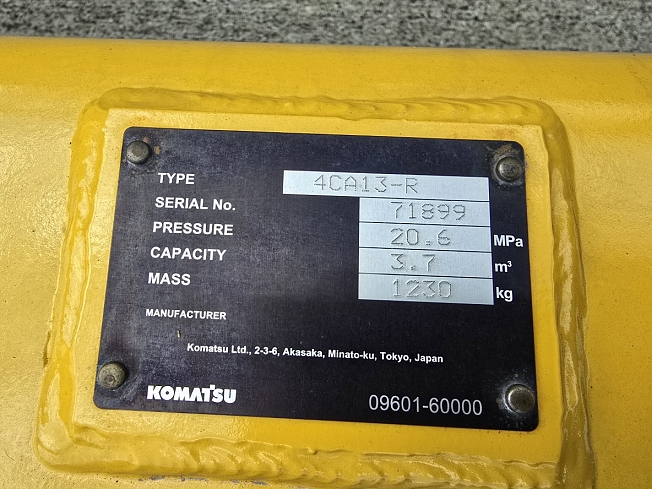 TYPE 4CA13-R
SERIAL No. 71899
PRESSURE 20.6 MPa
CAPACITY 3.7 m³
MASS 1230 kg
MANUFACTURER
Komatsu Ltd., 2-3-6, Akasaka, Minato-ku, Tokyo, Japan
KOMATSU 09601-60000